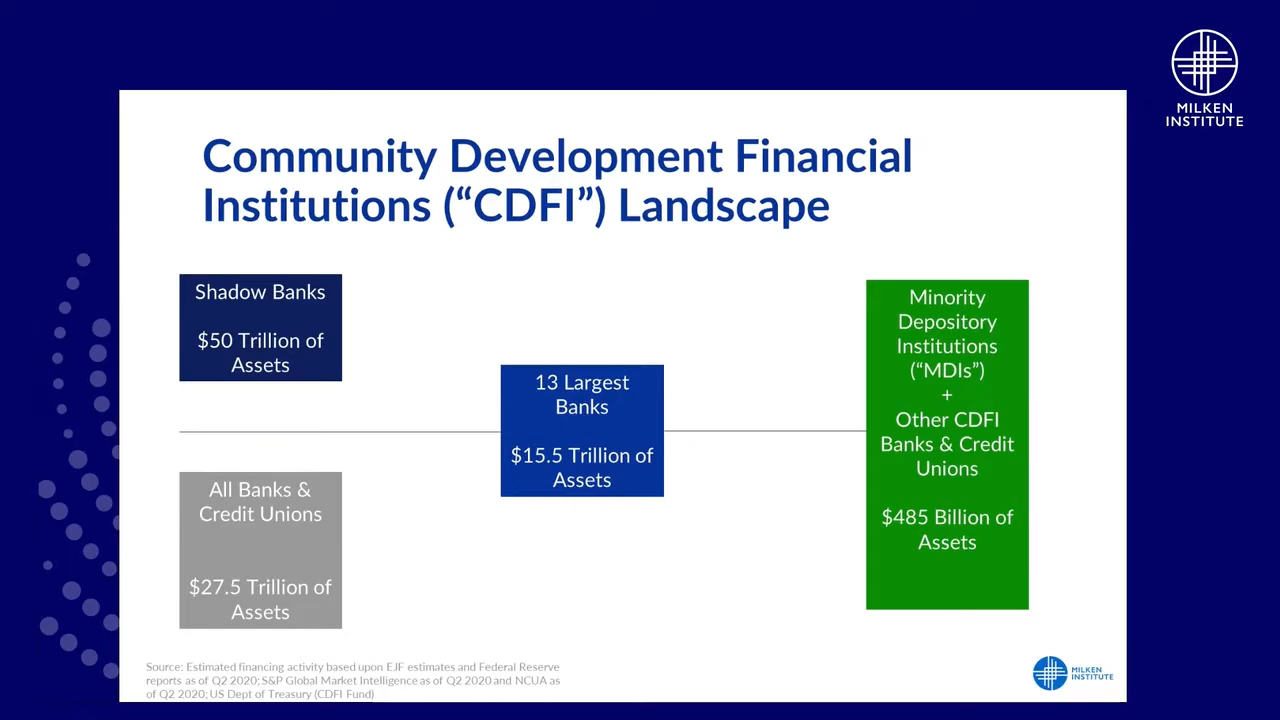 MILKEN
INSTITUTE
Community Development Financial
Institutions (“CDFI”) Landscape
Shadow Banks
$50 Trillion of
Assets
All Banks &
Credit Unions
$27.5 Trillion of
Assets
13 Largest
Banks
$15.5 Trillion of
Assets
Minority
Depository
Institutions
(“MDIs”)
+
Other CDFI
Banks & Credit
Unions
$485 Billion of
Assets
Source: Estimated financing activity based upon EJF estimates and Federal Reserve
reports as of Q2 2020; S&P Global Market Intelligence as of Q2 2020 and NCUA as
of Q2 2020; US Dept of Treasury (CDFI Fund)
MILKEN
INSTITUTE